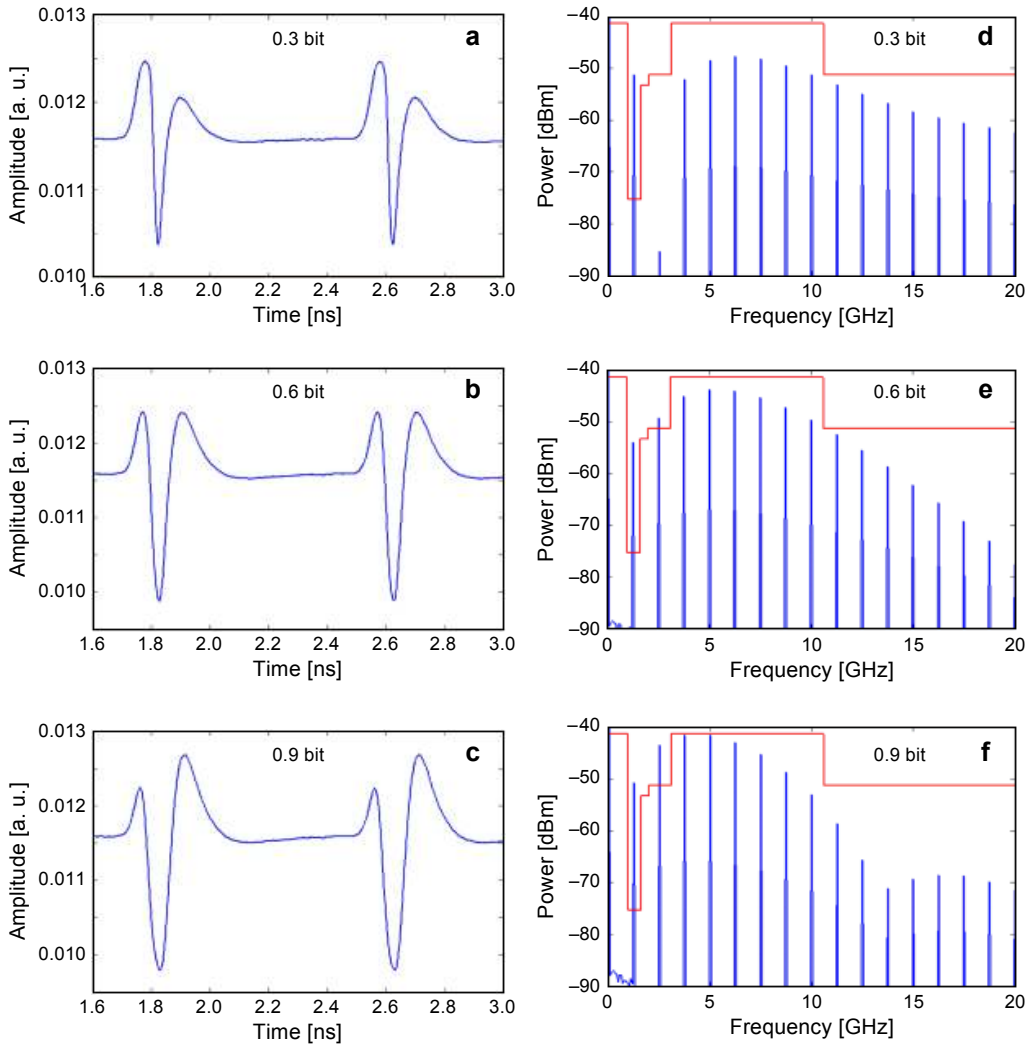 0.3 bit
a
Amplitude [a. u.]
0.013
0.012
0.011
0.010
1.6 1.8 2.0 2.2 2.4 2.6 2.8 3.0
Time [ns]
0.3 bit
d
Power [dBm]
–40
–50
–60
–70
–80
–90
0 5 10 15 20
Frequency [GHz]
0.6 bit
b
Amplitude [a. u.]
0.013
0.012
0.011
0.010
1.6 1.8 2.0 2.2 2.4 2.6 2.8 3.0
Time [ns]
0.6 bit
e
Power [dBm]
–40
–50
–60
–70
–80
–90
0 5 10 15 20
Frequency [GHz]
0.9 bit
c
Amplitude [a. u.]
0.013
0.012
0.011
0.010
1.6 1.8 2.0 2.2 2.4 2.6 2.8 3.0
Time [ns]
0.9 bit
f
Power [dBm]
–40
–50
–60
–70
–80
–90
0 5 10 15 20
Frequency [GHz]